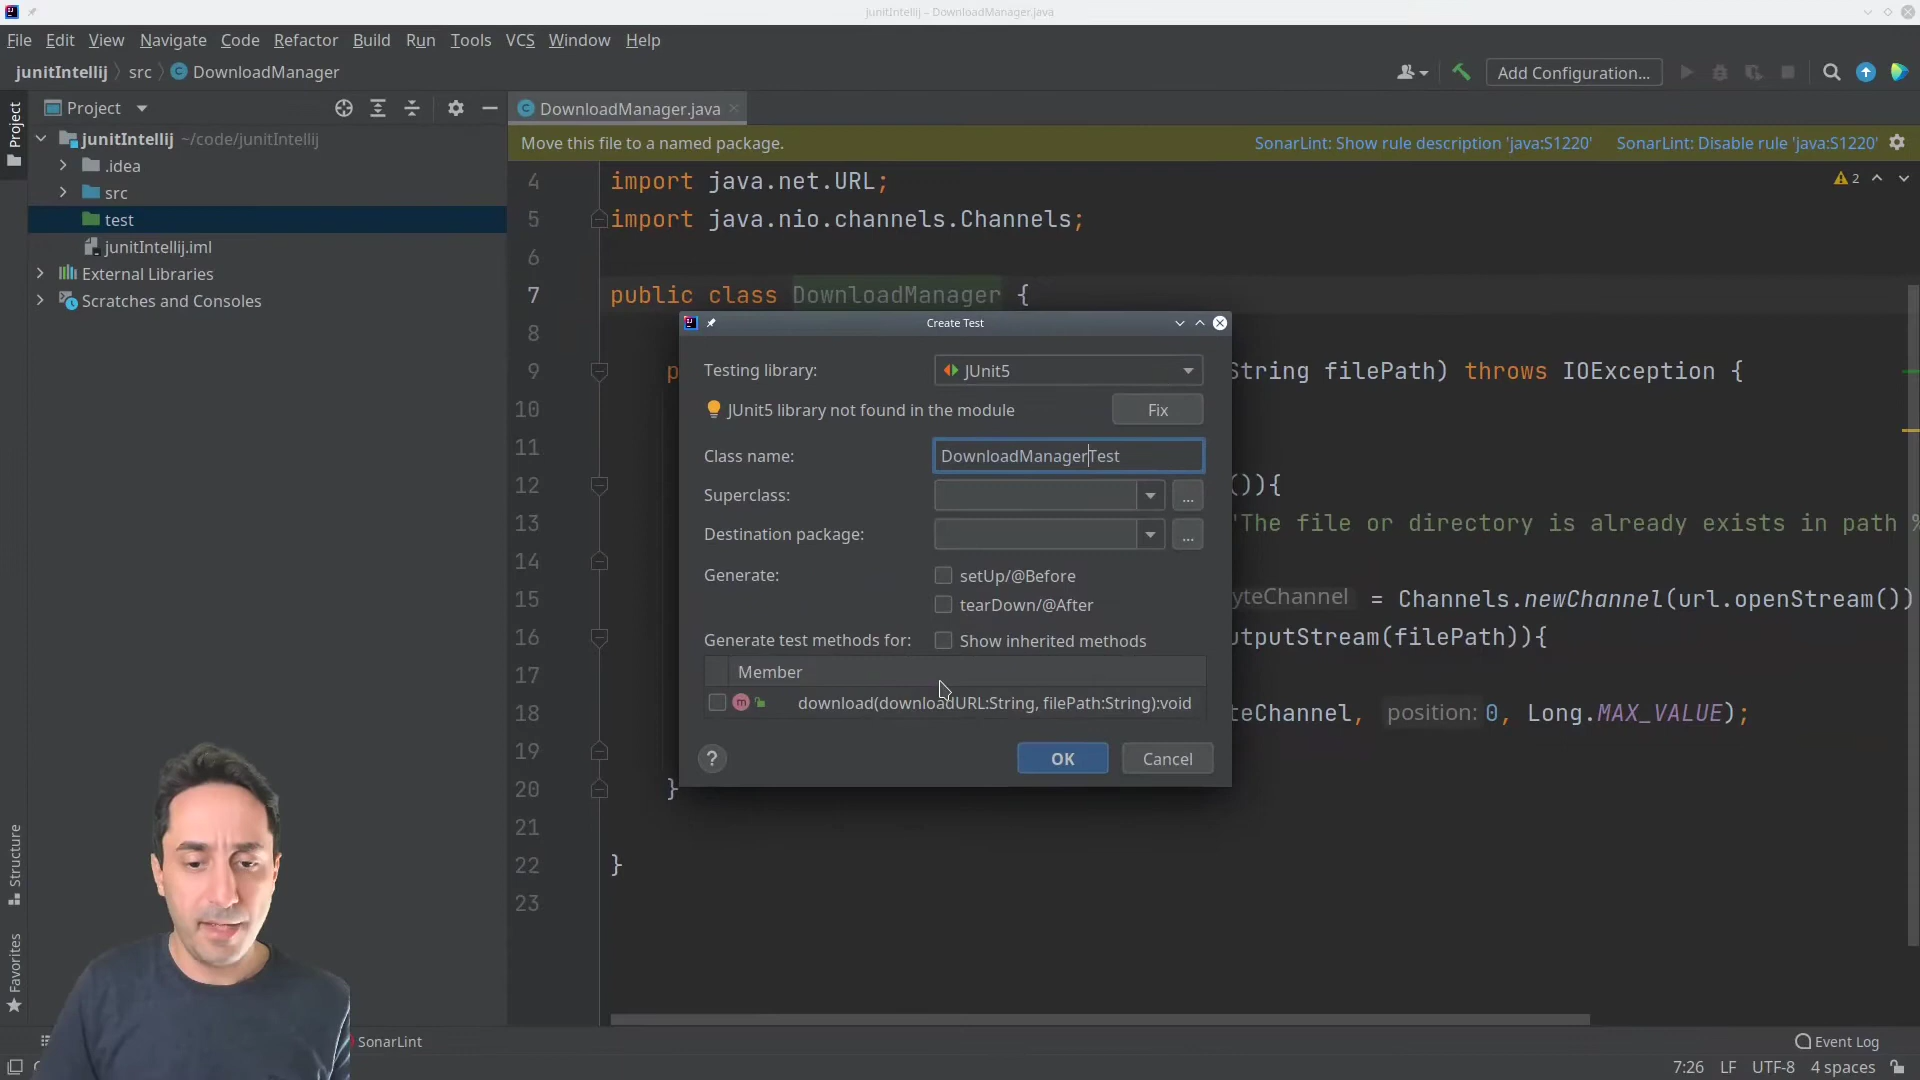 JunitIntellij – DownloadManager.java
File Edit View Navigate Code Refactor Build Run Tools VCS Window Help
junitIntellij src DownloadManager
Add Configuration...
Project
Project
DownloadManager.java
junitIntellij ~/code/junitIntellij
.idea
src
test
junitIntellij.iml
External Libraries
Scratches and Consoles
Move this file to a named package.
SonarLint: Show rule description 'java:S1220' SonarLint: Disable rule 'java:S1220'
2
4 import java.net.URL;
5 import java.nio.channels.Channels;
6
7 public class DownloadManager {
8
9 p String filePath) throws IOException {
10
11
12 ()){
13 "The file or directory is already exists in path %
14
15 yteChannel = Channels.newChannel(url.openStream())
16 utputStream(filePath)){
17
18 teChannel, position: 0, Long.MAX_VALUE);
19
20 }
21
22 }
23
Create Test
Testing library: JUnit5
JUnit5 library not found in the module Fix
Class name: DownloadManagerTest
Superclass: ...
Destination package: ...
Generate: setUp/@Before
tearDown/@After
Generate test methods for: Show inherited methods
Member
m download(downloadURL:String, filePath:String):void
? OK Cancel
Structure
Favorites
SonarLint
Event Log
7:26 LF UTF-8 4 spaces